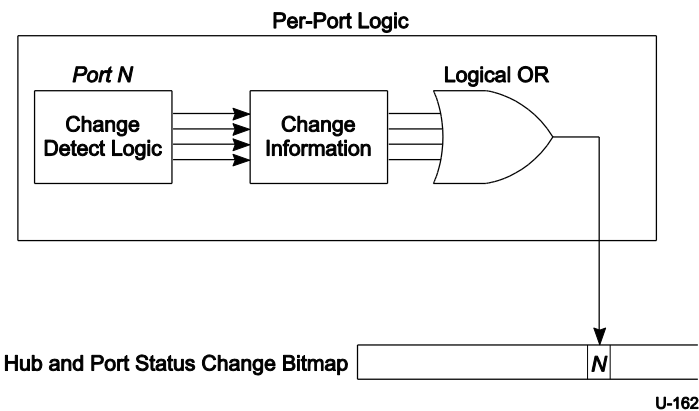 Per-Port Logic
Port N
Logical OR
Change
Detect Logic
Change
Information
Hub and Port Status Change Bitmap
N
U-162